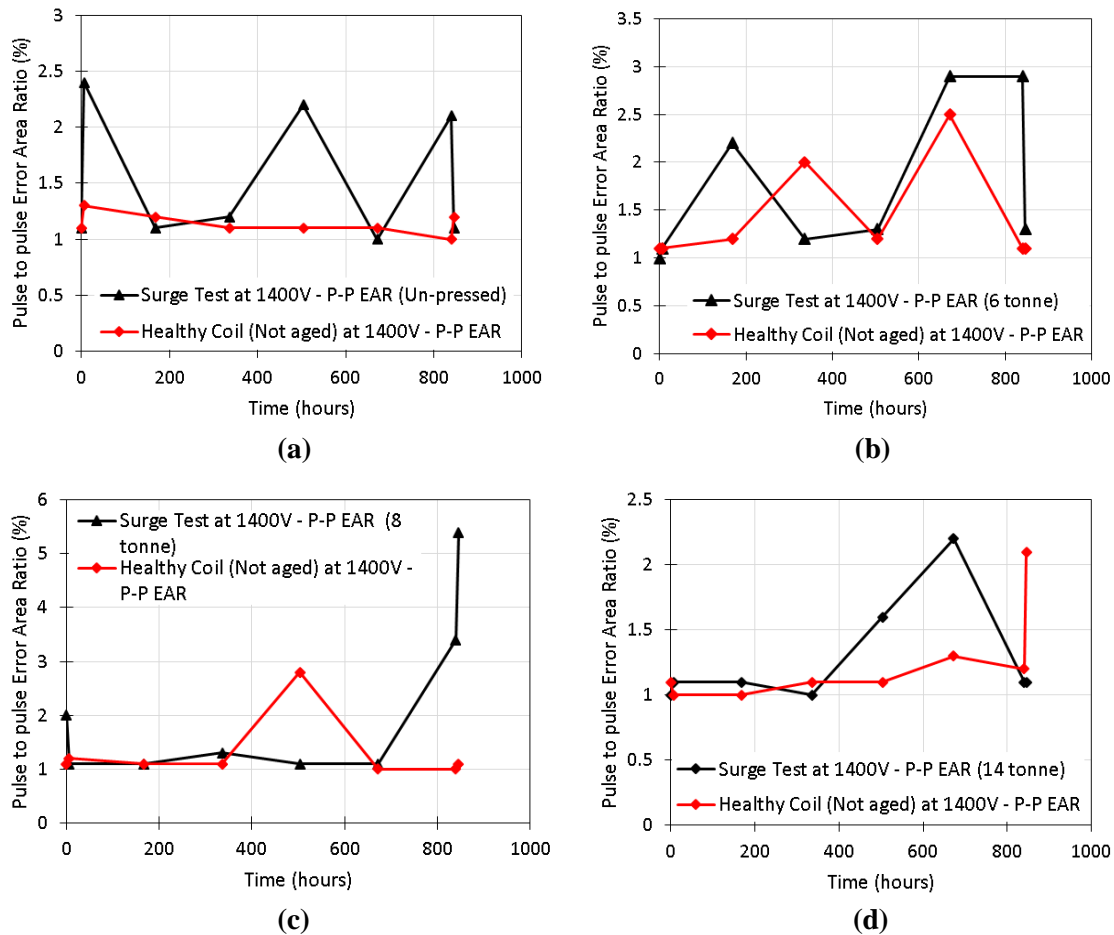 Pulse to pulse Error Area Ratio (%)
3
2.5
2
1.5
1
0.5
0
Surge Test at 1400V - P-P EAR (Un-pressed)
Healthy Coil (Not aged) at 1400V - P-P EAR
0 200 400 600 800 1000
Time (hours)
(a)
Pulse to pulse Error Area Ratio (%)
3.5
3
2.5
2
1.5
1
0.5
0
Surge Test at 1400V - P-P EAR (6 tonne)
Healthy Coil (Not aged) at 1400V - P-P EAR
0 200 400 600 800 1000
Time (hours)
(b)
Pulse to pulse Error Area Ratio (%)
6
5
4
3
2
1
0
Surge Test at 1400V - P-P EAR (8
tonne)
Healthy Coil (Not aged) at 1400V -
P-P EAR
0 200 400 600 800 1000
Time (hours)
(c)
Pulse to pulse Error Area Ratio (%)
2.5
2
1.5
1
0.5
0
Surge Test at 1400V - P-P EAR (14 tonne)
Healthy Coil (Not aged) at 1400V - P-P EAR
0 200 400 600 800 1000
Time (hours)
(d)